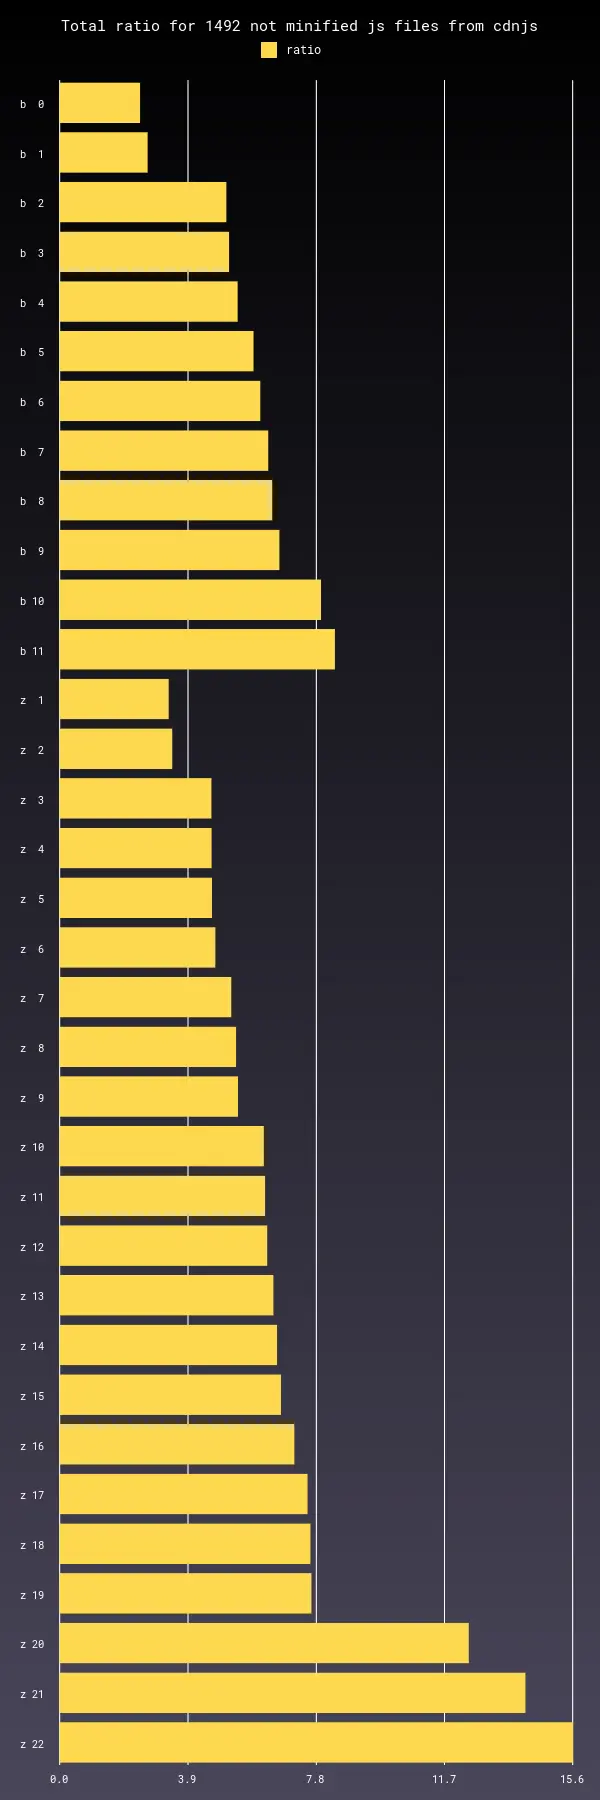 Total ratio for 1492 not minified js files from cdnjs
ratio
b 0
b 1
b 2
b 3
b 4
b 5
b 6
b 7
b 8
b 9
b 10
b 11
z 1
z 2
z 3
z 4
z 5
z 6
z 7
z 8
z 9
z 10
z 11
z 12
z 13
z 14
z 15
z 16
z 17
z 18
z 19
z 20
z 21
z 22
0.0 3.9 7.8 11.7 15.6